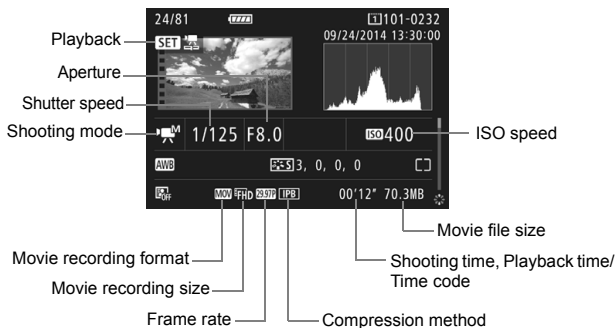 24/81 1 101-0232
09/24/2014 13:30:00
Playback
SET
Aperture
Shutter speed
Shooting mode
M 1/125 F8.0 ISO 400
ISO speed
AWB S 3, 0, 0, 0
OFF MOV FHD 29.97P IPB 00'12" 70.3MB
Movie file size
Movie recording format
Shooting time, Playback time/
Time code
Movie recording size
Frame rate
Compression method